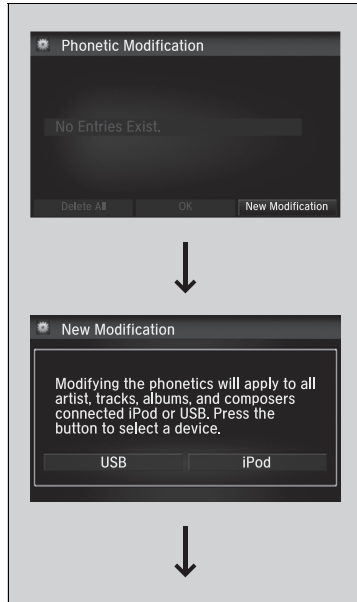 Phonetic Modification
No Entries Exist.
Delete All
OK
New Modification
New Modification
Modifying the phonetics will apply to all
artist, tracks, albums, and composers
connected iPod or USB. Press the
button to select a device.
USB
iPod